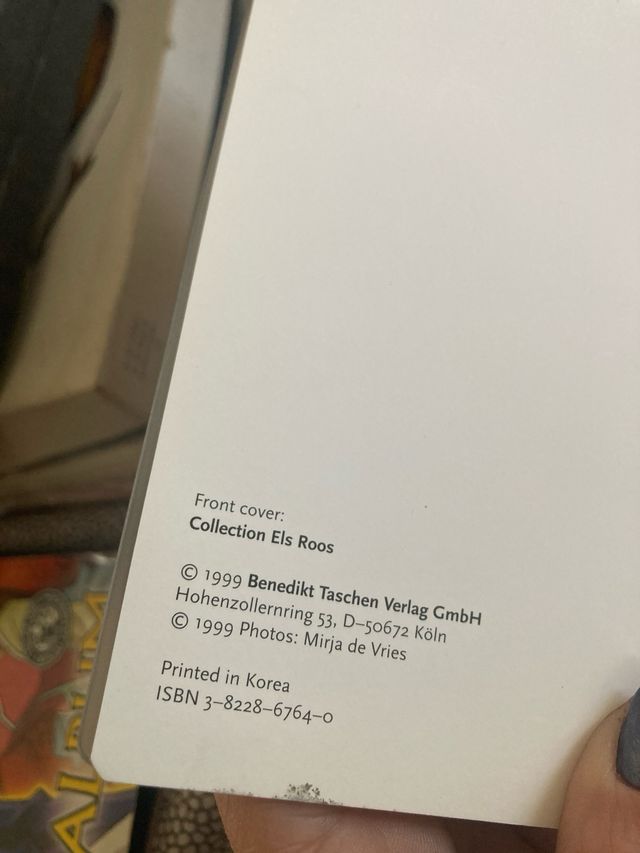 Front cover:
Collection Els Roos
© 1999 Benedikt Taschen Verlag GmbH
Hohenzollernring 53, D–50672 Köln
© 1999 Photos: Mirja de Vries
Printed in Korea
ISBN 3–8228–6764–0